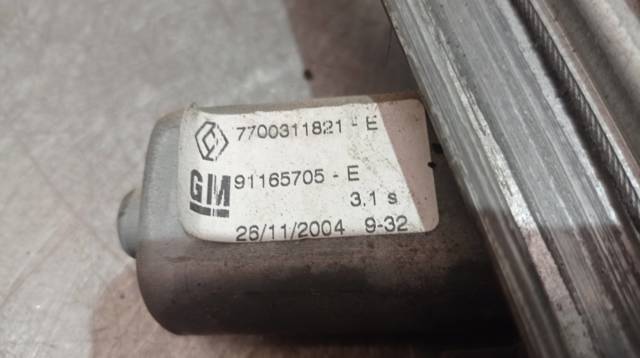 7700311821 - E
GM 91165705 - E
3.1 s
26/11/2004 9-32